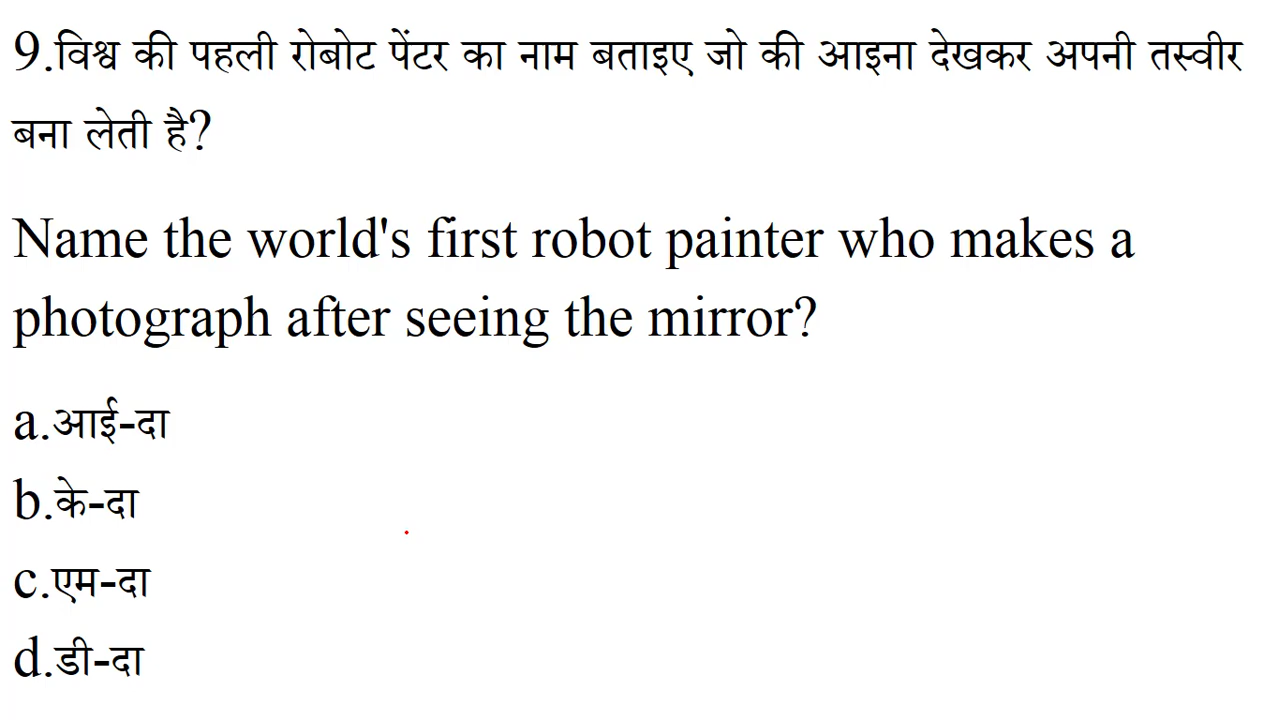 9.विश्व की पहली रोबोट पेंटर का नाम बताइए जो की आइना देखकर अपनी तस्वीर
बना लेती है?
Name the world's first robot painter who makes a
photograph after seeing the mirror?
a.आई-दा
b.के-दा
c.एम-दा
d.डी-दा